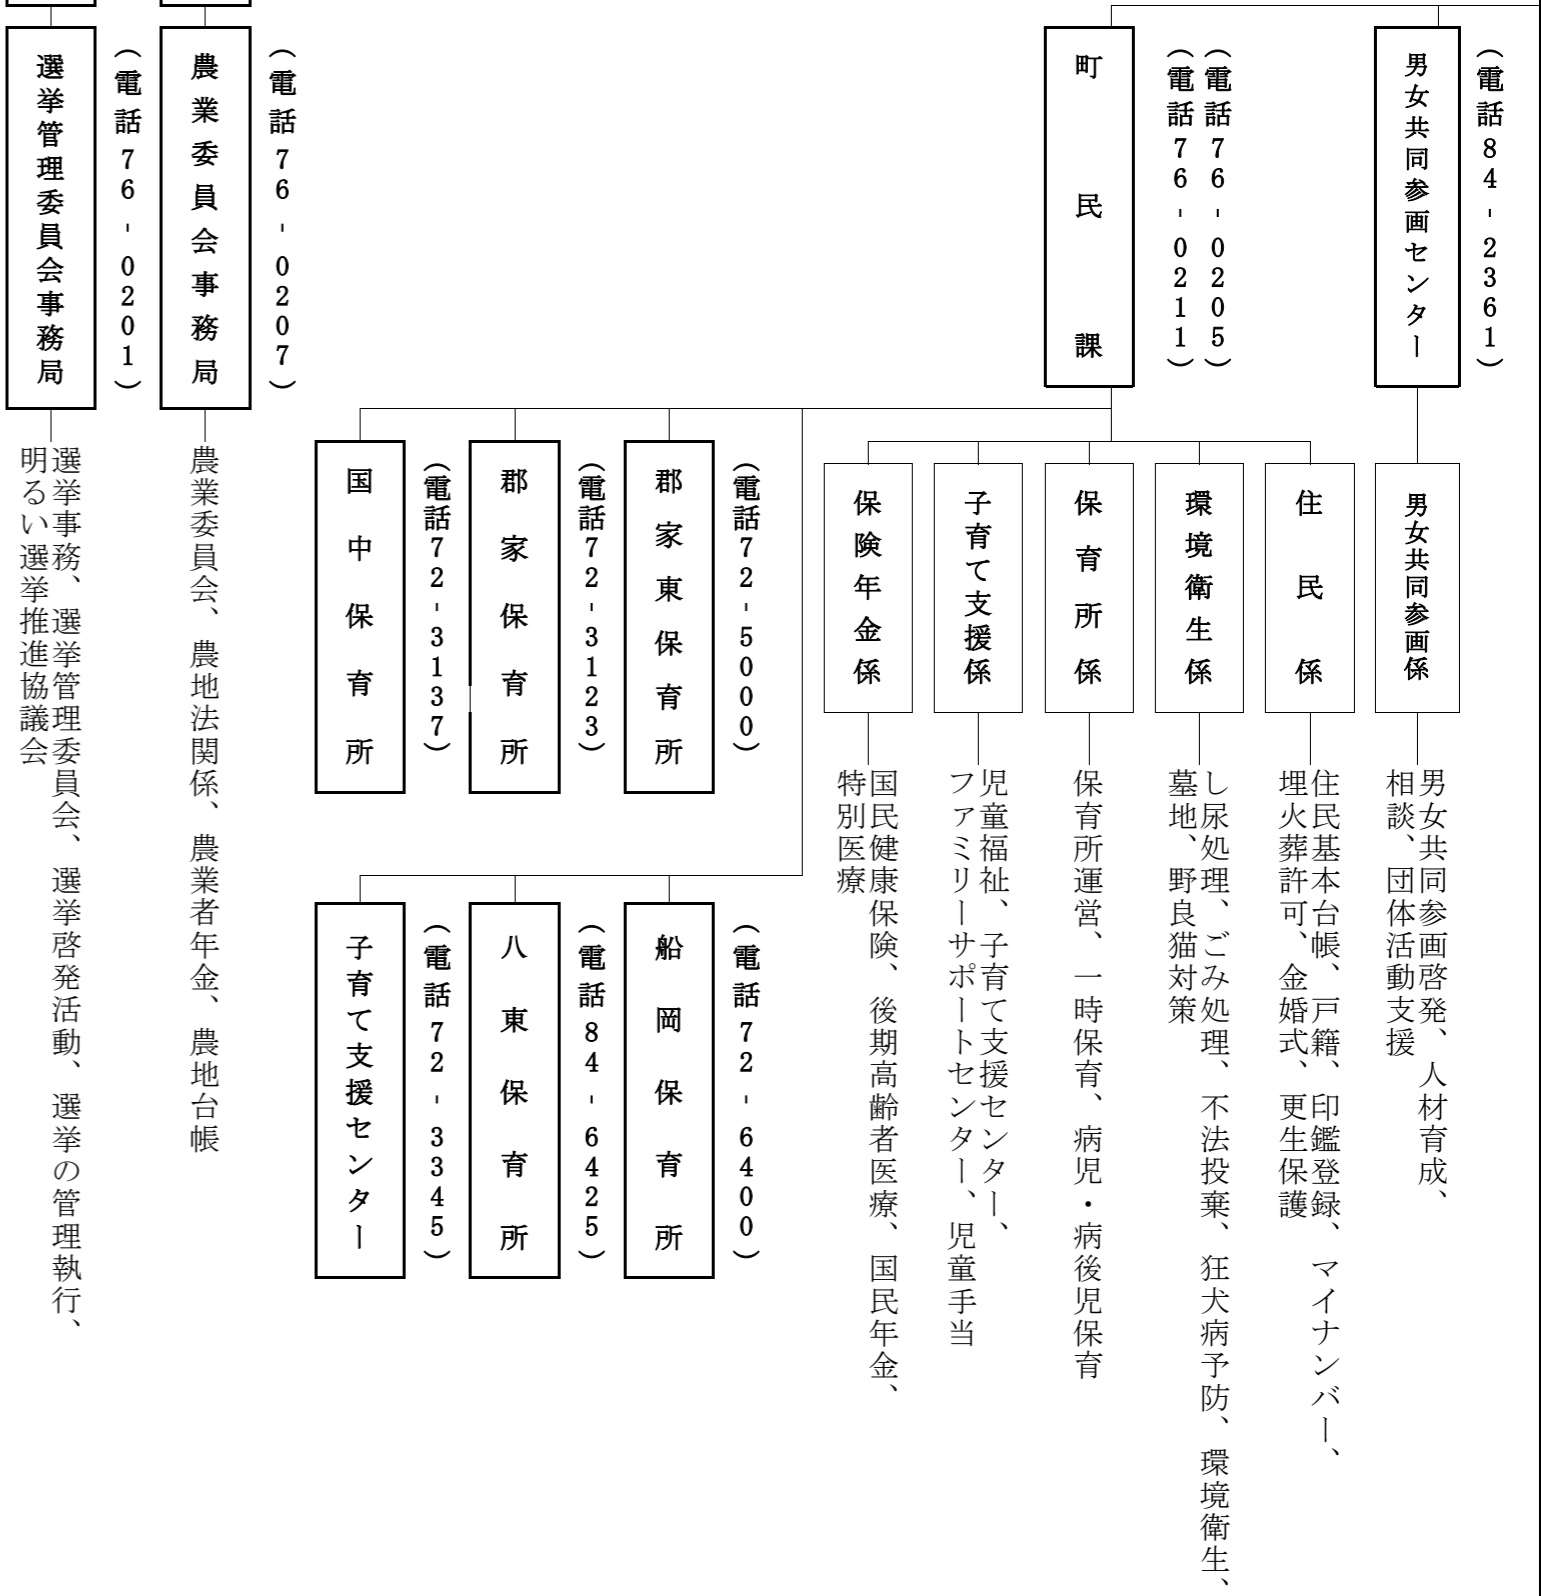 （電話８４-２３６１）
男女共同参画センター
男女共同参画係
男女共同参画啓発、人材育成、
相談、団体活動支援
（電話７６-０２０５）
（電話７６-０２１１）
町民課
住民係
住民基本台帳、戸籍、印鑑登録、マイナンバー、
埋火葬許可、金婚式、更生保護
環境衛生係
し尿処理、ごみ処理、不法投棄、狂犬病予防、環境衛生、
墓地、野良猫対策
保育所係
保育所運営、一時保育、病児・病後児保育
子育て支援係
児童福祉、子育て支援センター、
ファミリーサポートセンター、児童手当
保険年金係
国民健康保険、後期高齢者医療、国民年金、
特別医療
（電話７２-５０００）
郡家東保育所
（電話７２-３１２３）
郡家保育所
（電話７２-３１３７）
国中保育所
（電話７２-６４００）
船岡保育所
（電話８４-６４２５）
八東保育所
（電話７２-３３４５）
子育て支援センター
（電話７６-０２０７）
農業委員会事務局
農業委員会、農地法関係、農業者年金、農地台帳
（電話７６-０２０１）
選挙管理委員会事務局
選挙事務、選挙管理委員会、選挙啓発活動、選挙の管理執行、
明るい選挙推進協議会